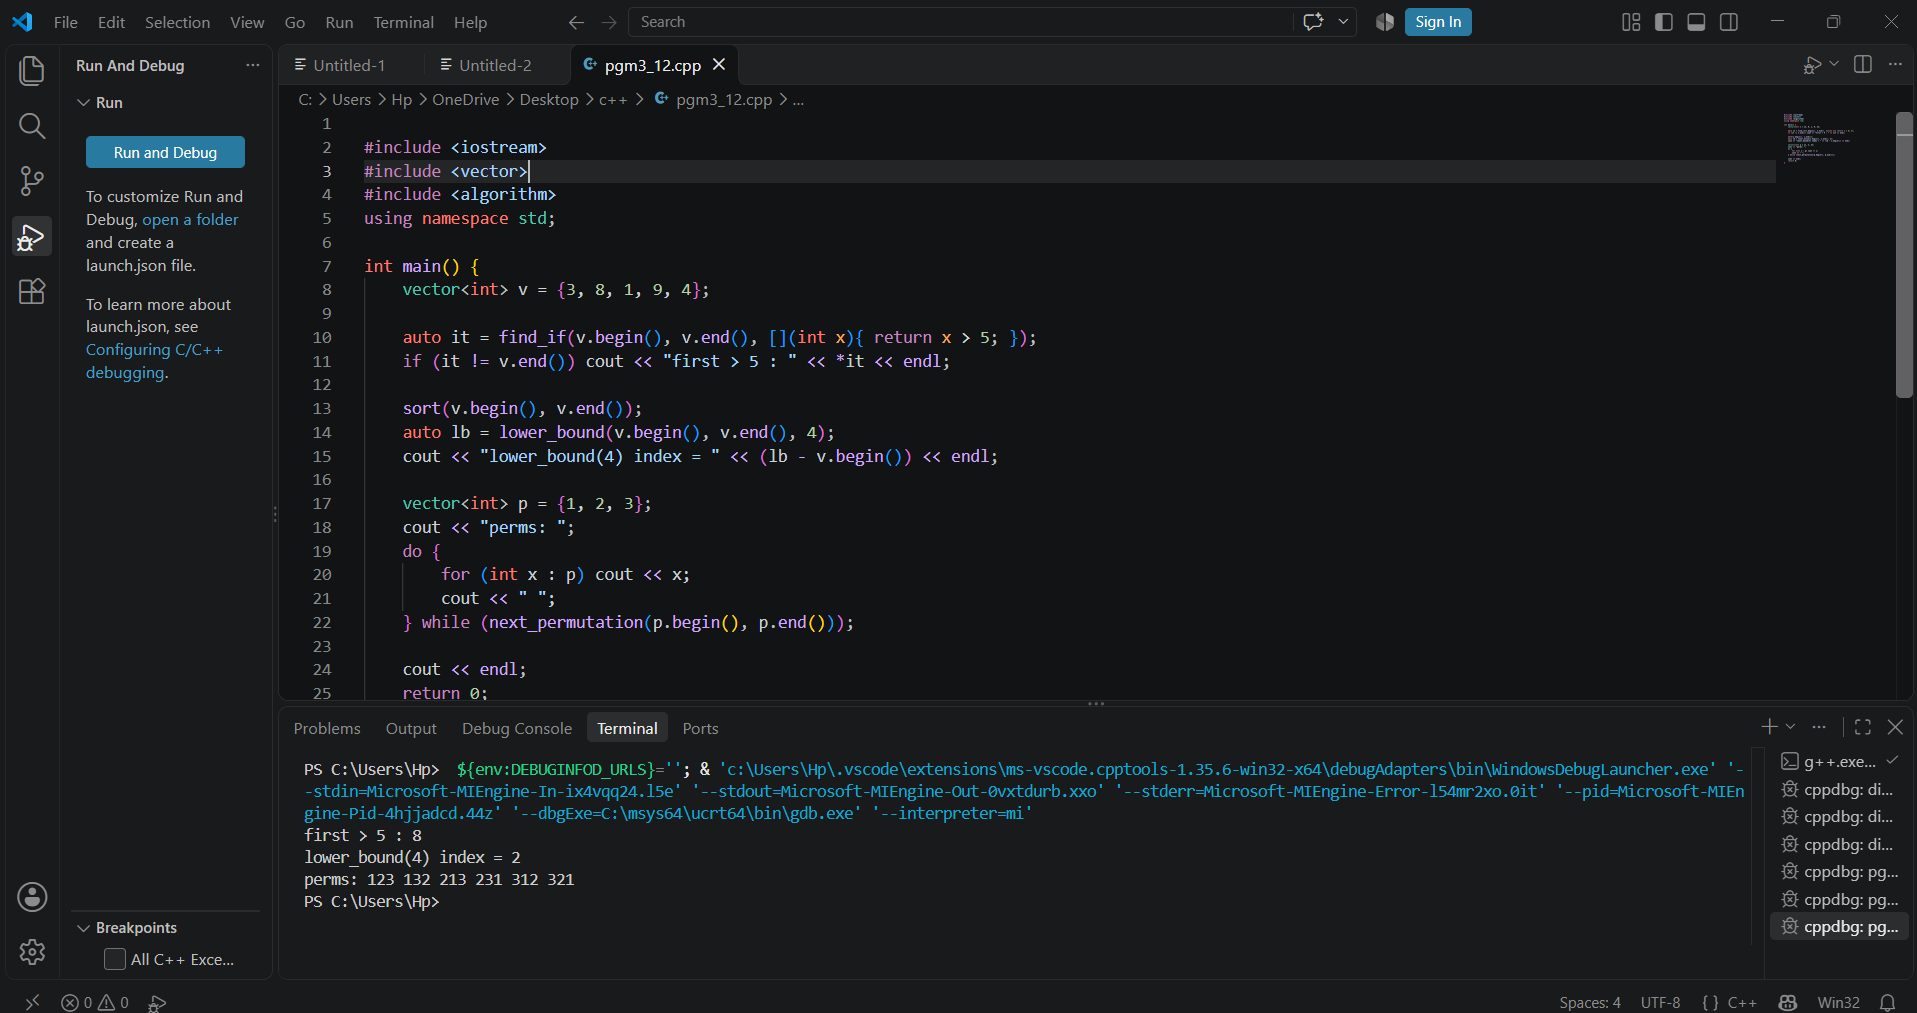 File Edit Selection View Go Run Terminal Help Search Sign In
Run And Debug
Run
Run and Debug
To customize Run and
Debug, open a folder
and create a
launch.json file.
To learn more about
launch.json, see
Configuring C/C++
debugging.
Breakpoints
All C++ Exce...
Untitled-1 Untitled-2 pgm3_12.cpp
C: > Users > Hp > OneDrive > Desktop > c++ > pgm3_12.cpp > ...
1
2 #include <iostream>
3 #include <vector>
4 #include <algorithm>
5 using namespace std;
6
7 int main() {
8 vector<int> v = {3, 8, 1, 9, 4};
9
10 auto it = find_if(v.begin(), v.end(), [](int x){ return x > 5; });
11 if (it != v.end()) cout << "first > 5 : " << *it << endl;
12
13 sort(v.begin(), v.end());
14 auto lb = lower_bound(v.begin(), v.end(), 4);
15 cout << "lower_bound(4) index = " << (lb - v.begin()) << endl;
16
17 vector<int> p = {1, 2, 3};
18 cout << "perms: ";
19 do {
20 for (int x : p) cout << x;
21 cout << " ";
22 } while (next_permutation(p.begin(), p.end()));
23
24 cout << endl;
25 return 0;
Problems Output Debug Console Terminal Ports
PS C:\Users\Hp>  ${env:DEBUGINFOD_URLS}=''; & 'c:\Users\Hp\.vscode\extensions\ms-vscode.cpptools-1.35.6-win32-x64\debugAdapters\bin\WindowsDebugLauncher.exe' '-
-stdin=Microsoft-MIEngine-In-ix4vqq24.l5e' '--stdout=Microsoft-MIEngine-Out-0vxtdurb.xxo' '--stderr=Microsoft-MIEngine-Error-l54mr2xo.0it' '--pid=Microsoft-MIEn
gine-Pid-4hjjadcd.44z' '--dbgExe=C:\msys64\ucrt64\bin\gdb.exe' '--interpreter=mi'
first > 5 : 8
lower_bound(4) index = 2
perms: 123 132 213 231 312 321
PS C:\Users\Hp>
g++.exe...
cppdbg: di...
cppdbg: di...
cppdbg: di...
cppdbg: pg...
cppdbg: pg...
cppdbg: pg...
0 0 Spaces: 4 UTF-8 {} C++ Win32